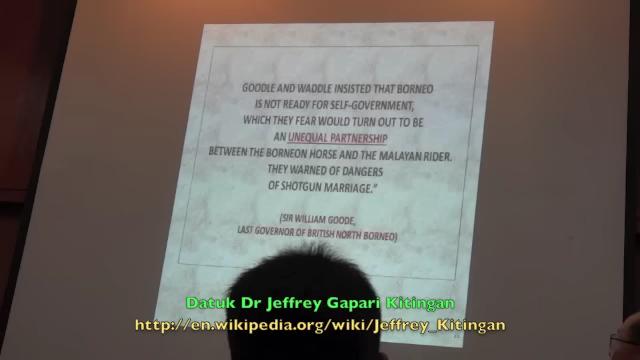 GOODLE AND WADDLE INSISTED THAT BORNEO
IS NOT READY FOR SELF-GOVERNMENT,
WHICH THEY FEAR WOULD TURN OUT TO BE
AN UNEQUAL PARTNERSHIP
BETWEEN THE BORNEON HORSE AND THE MALAYAN RIDER.
THEY WARNED OF DANGERS
OF SHOTGUN MARRIAGE.”
(SIR WILLIAM GOODE,
LAST GOVERNOR OF BRITISH NORTH BORNEO)
Datuk Dr Jeffrey Gapari Kitingan
http://en.wikipedia.org/wiki/Jeffrey_Kitingan